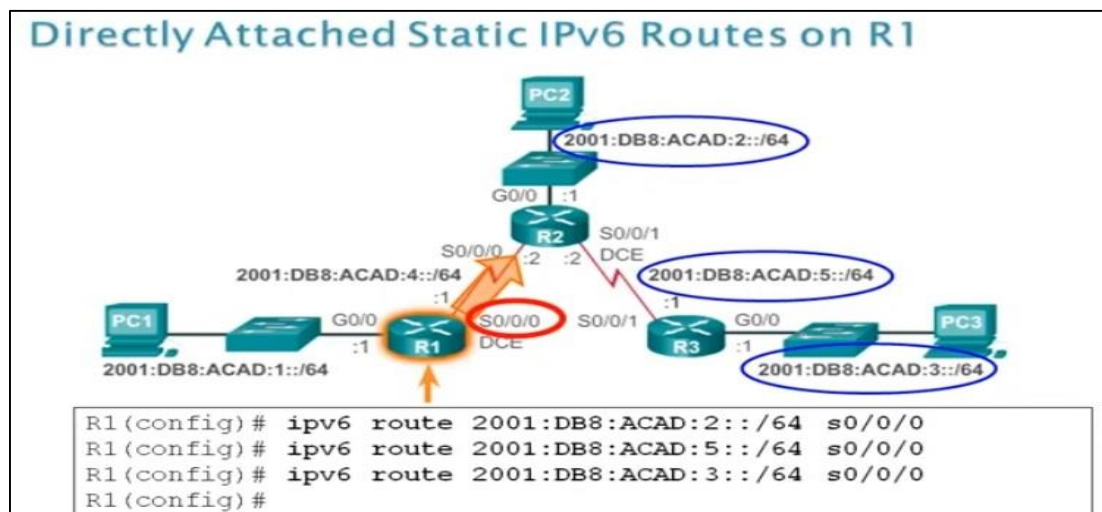 Directly Attached Static IPv6 Routes on R1
PC2
2001:DB8:ACAD:2::/64
G0/0 :1
R2
S0/0/0 :2 :2 S0/0/1
DCE
2001:DB8:ACAD:4::/64
2001:DB8:ACAD:5::/64
:1 :1
PC1 G0/0 :1 R1 S0/0/0
DCE
S0/0/1 R3 G0/0 :1 PC3
2001:DB8:ACAD:1::/64
2001:DB8:ACAD:3::/64
R1(config)# ipv6 route 2001:DB8:ACAD:2::/64 s0/0/0
R1(config)# ipv6 route 2001:DB8:ACAD:5::/64 s0/0/0
R1(config)# ipv6 route 2001:DB8:ACAD:3::/64 s0/0/0
R1(config)#